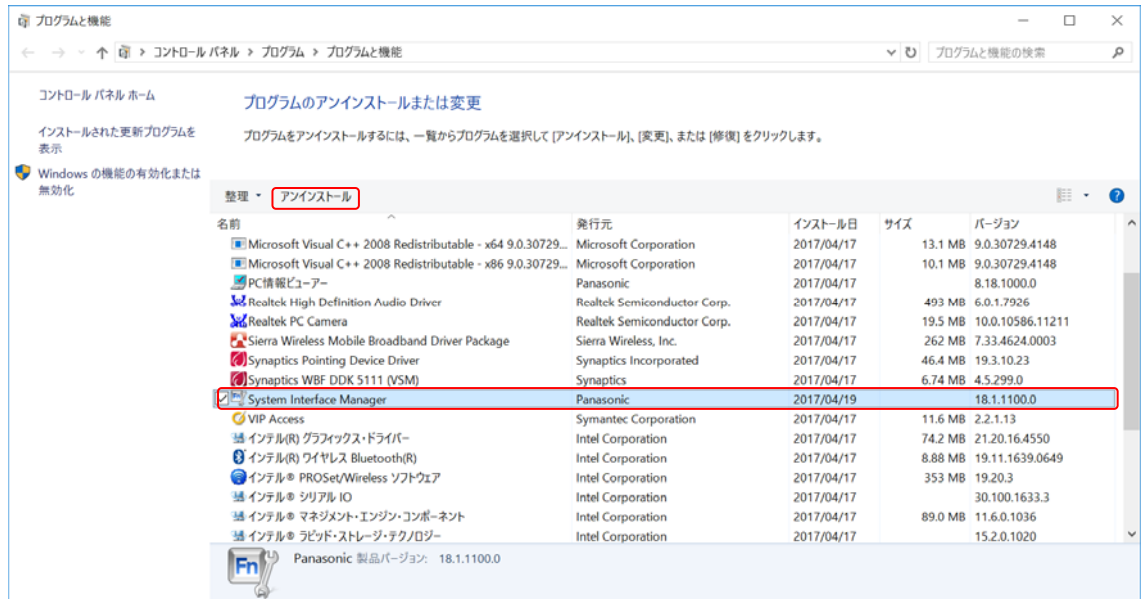 プログラムと機能
コントロール パネル > プログラム > プログラムと機能
プログラムと機能の検索
コントロール パネル ホーム
インストールされた更新プログラムを
表示
Windows の機能の有効化または
無効化
プログラムのアンインストールまたは変更
プログラムをアンインストールするには、一覧からプログラムを選択して [アンインストール]、[変更]、または [修復] をクリックします。
整理 アンインストール
名前 発行元 インストール日 サイズ バージョン
Microsoft Visual C++ 2008 Redistributable - x64 9.0.30729... Microsoft Corporation 2017/04/17 13.1 MB 9.0.30729.4148
Microsoft Visual C++ 2008 Redistributable - x86 9.0.30729... Microsoft Corporation 2017/04/17 10.1 MB 9.0.30729.4148
PC情報ビューアー Panasonic 2017/04/17 8.18.1000.0
Realtek High Definition Audio Driver Realtek Semiconductor Corp. 2017/04/17 493 MB 6.0.1.7926
Realtek PC Camera Realtek Semiconductor Corp. 2017/04/17 19.5 MB 10.0.10586.11211
Sierra Wireless Mobile Broadband Driver Package Sierra Wireless, Inc. 2017/04/17 262 MB 7.33.4624.0003
Synaptics Pointing Device Driver Synaptics Incorporated 2017/04/17 46.4 MB 19.3.10.23
Synaptics WBF DDK 5111 (VSM) Synaptics 2017/04/17 6.74 MB 4.5.299.0
System Interface Manager Panasonic 2017/04/19 18.1.1100.0
VIP Access Symantec Corporation 2017/04/17 11.6 MB 2.2.1.13
インテル(R) グラフィックス・ドライバー Intel Corporation 2017/04/17 74.2 MB 21.20.16.4550
インテル(R) ワイヤレス Bluetooth(R) Intel Corporation 2017/04/17 8.88 MB 19.11.1639.0649
インテル® PROSet/Wireless ソフトウェア Intel Corporation 2017/04/17 353 MB 19.20.3
インテル® シリアル IO Intel Corporation 2017/04/17 30.100.1633.3
インテル® マネジメント・エンジン・コンポーネント Intel Corporation 2017/04/17 89.0 MB 11.6.0.1036
インテル® ラピッド・ストレージ・テクノロジー Intel Corporation 2017/04/17 15.2.0.1020
Fn
Panasonic 製品バージョン: 18.1.1100.0